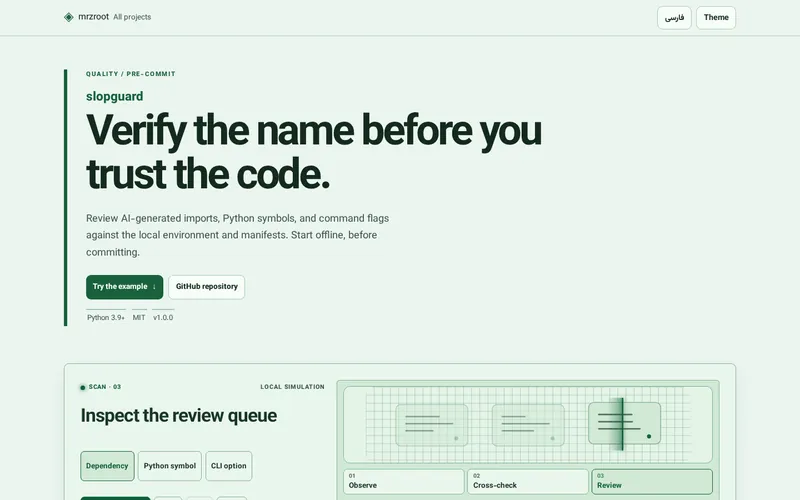 mrzroot All projects
فارسی
Theme
QUALITY / PRE-COMMIT
slopguard
Verify the name before you
trust the code.
Review AI-generated imports, Python symbols, and command flags
against the local environment and manifests. Start offline, before
committing.
Try the example ↓
GitHub repository
Python 3.9+ MIT v1.0.0
SCAN · 03
LOCAL SIMULATION
Inspect the review queue
Dependency
Python symbol
CLI option
01
Observe
02
Cross-check
03
Review